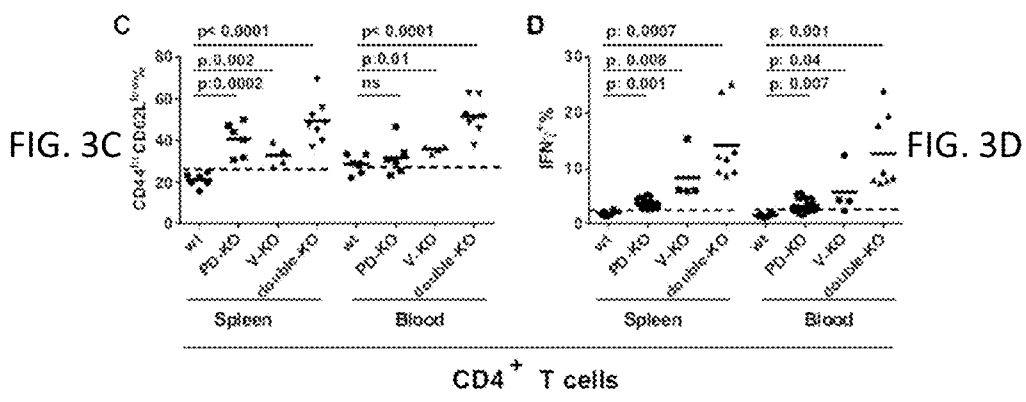 C
FIG. 3C
p< 0.0001
p< 0.0001
p.0.002
p:0.01
p:0.0002
ns
80
60
40
20
0
CD44hi CD62Llow%
wt
PD-KO
V-KO
double-KO
wt
PD-KO
V-KO
double-KO
Spleen
Blood
D
FIG. 3D
p: 0.0007
p: 0.001
p: 0.008
p: 0.04
p: 0.001
p: 0.007
30
20
10
0
IFNγ+%
wt
PD-KO
V-KO
double-KO
wt
PD-KO
V-KO
double-KO
Spleen
Blood
CD4+ T cells